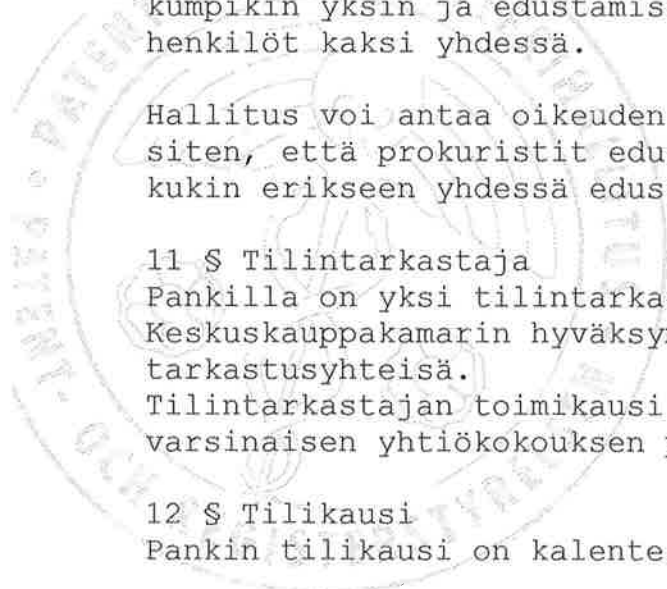 kumpikin yksin ja edustamis
henkilöt kaksi yhdessä.
Hallitus voi antaa oikeuden
siten, että prokuristit edu
kukin erikseen yhdessä edus
11 § Tilintarkastaja
Pankilla on yksi tilintarka
Keskuskauppakamarin hyväksy
tarkastusyhteisä.
Tilintarkastajan toimikausi
varsinaisen yhtiökokouksen
12 § Tilikausi
Pankin tilikausi on kalente